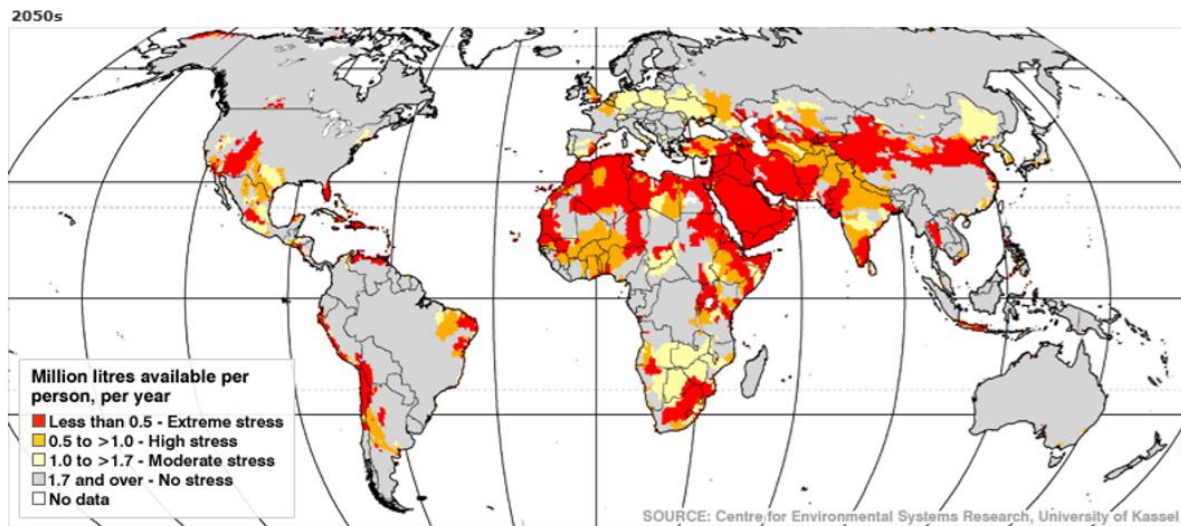 2050s
Million litres available per
person, per year
Less than 0.5 - Extreme stress
0.5 to >1.0 - High stress
1.0 to >1.7 - Moderate stress
1.7 and over - No stress
No data
SOURCE: Centre for Environmental Systems Research, University of Kassel